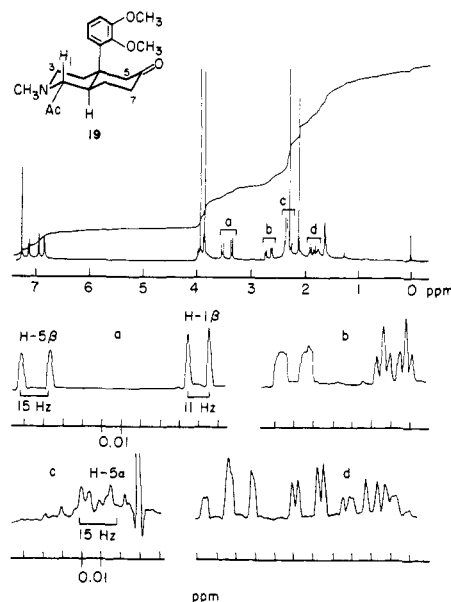 OCH₃
OCH₃
H
3
1
O
5
CH₃N
7
Ac
H
19
a
b
c
d
7 6 5 4 3 2 1 0 ppm
H-5β a H-1β b
15 Hz 11 Hz
0.01
c H-5α d
15 Hz
0.01
ppm